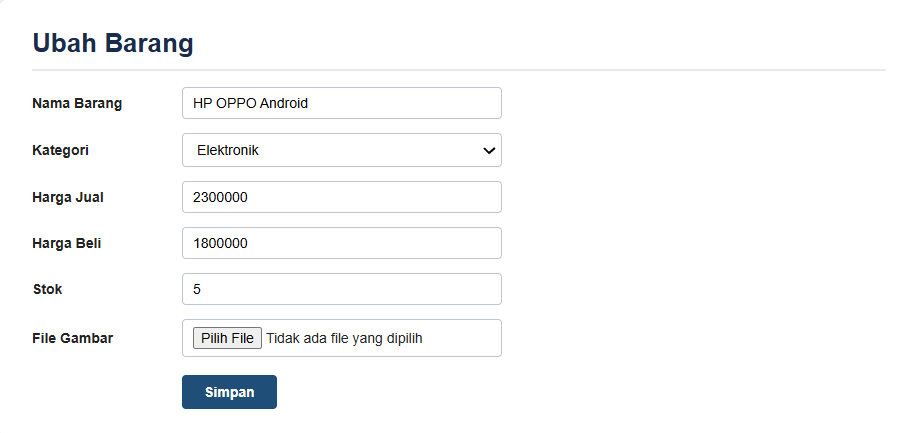 Ubah Barang
Nama Barang HP OPPO Android
Kategori Elektronik
Harga Jual 2300000
Harga Beli 1800000
Stok 5
File Gambar Pilih File Tidak ada file yang dipilih
Simpan